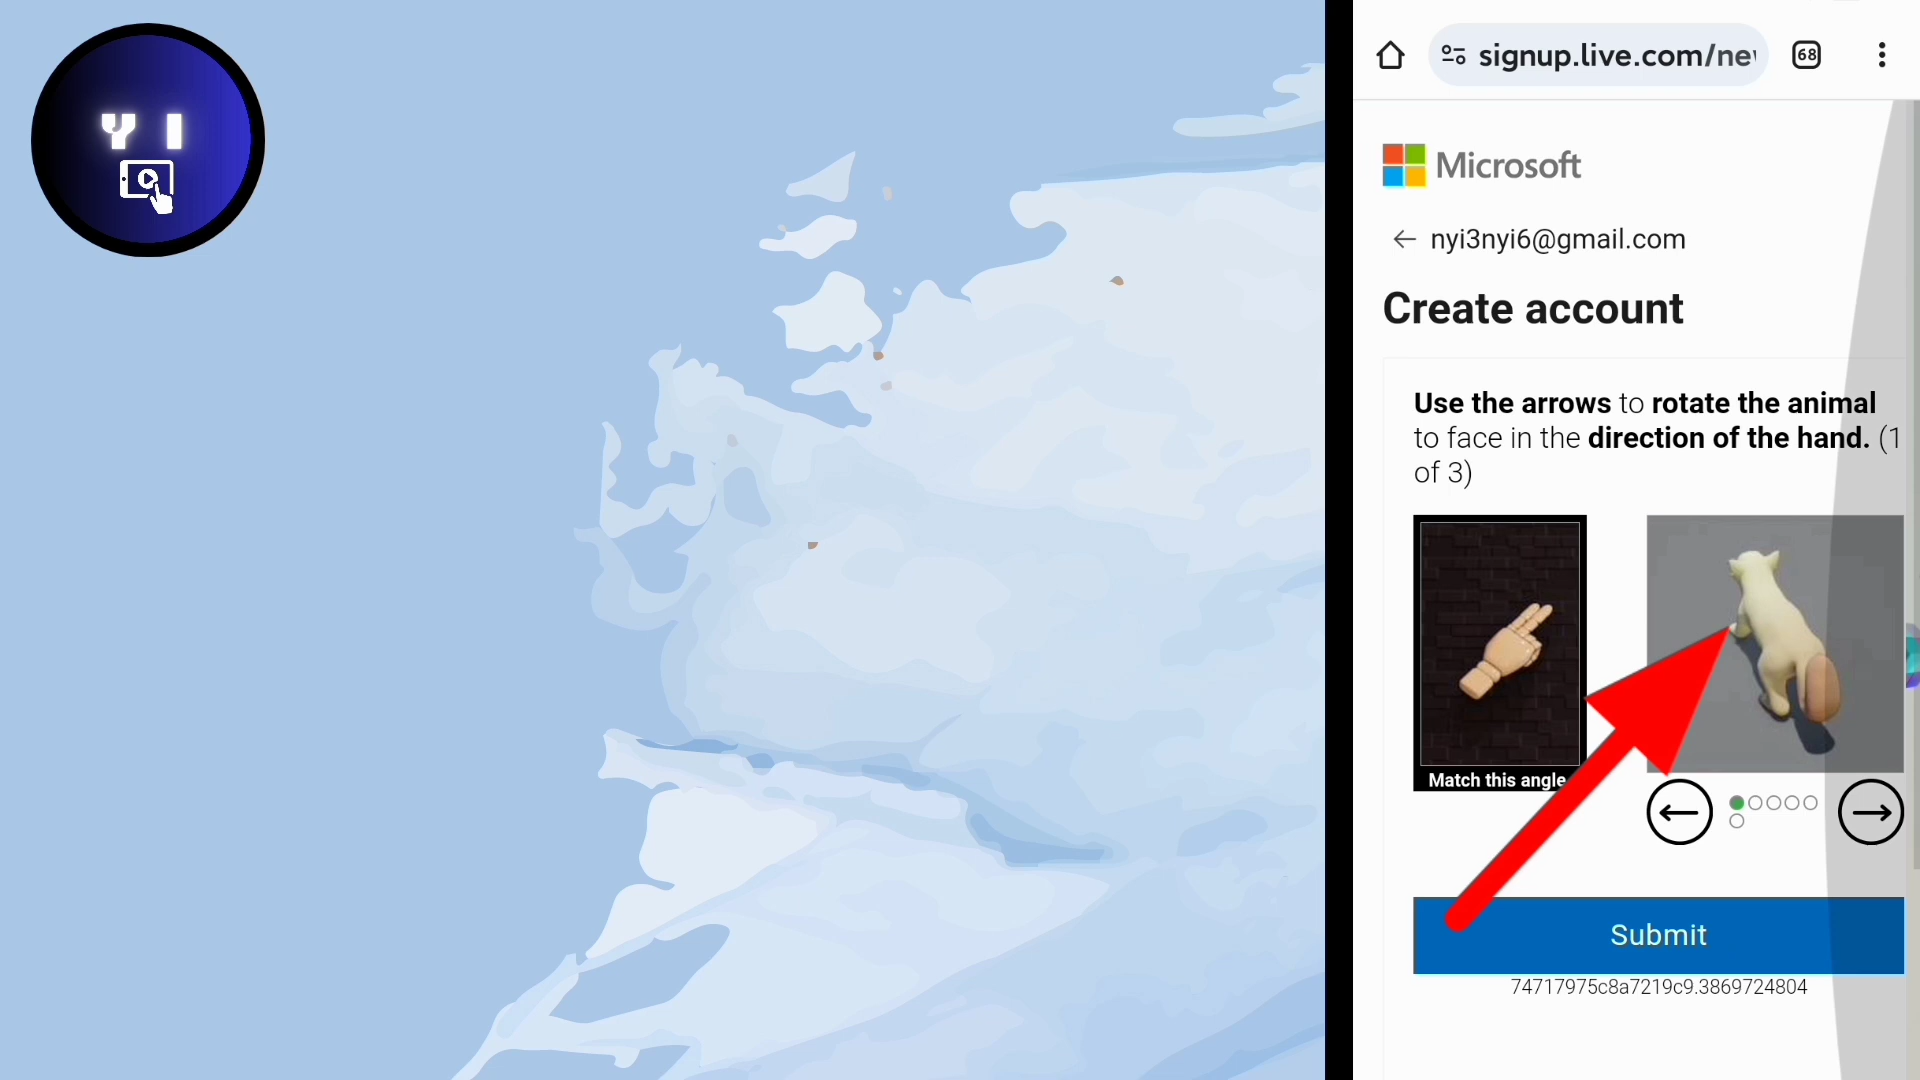 Y I
signup.live.com/ne
68
Microsoft
nyi3nyi6@gmail.com
Create account
Use the arrows to rotate the animal
to face in the direction of the hand. (1
of 3)
Match this angle
Submit
74717975c8a7219c9.3869724804